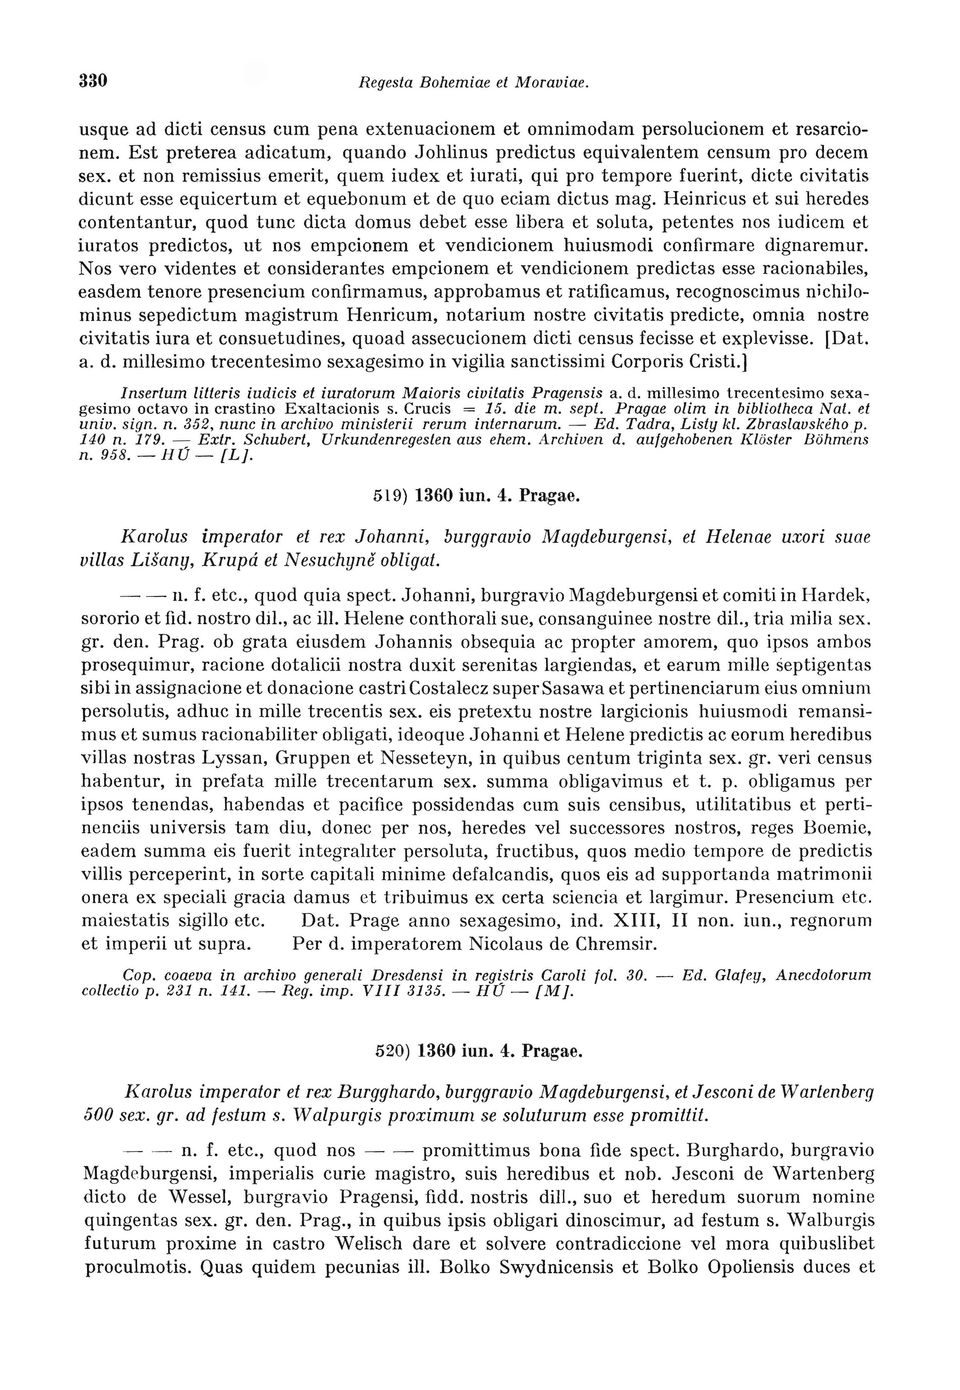 330 Regesta Bohemiae et Moraviae.
usque ad dicti census cum pena extenuacionem et omnimodam persolucionem et resarcio-
nem. Est preterea adicatum, quando Johlinus predictus equivalentem censum pro decem
sex. et non remissius emerit, quem iudex et iurati, qui pro tempore fuerint, dicte civitatis
dicunt esse equicertum et equebonum et de quo eciam dictus mag. Heinricus et sui heredes
contentantur, quod tunc dicta domus debet esse libera et soluta, petentes nos iudicem et
iuratos predictos, ut nos empcionem et vendicionem huiusmodi confirmare dignaremur.
Nos vero videntes et considerantes empcionem et vendicionem predictas esse racionabiles,
easdem tenore presencium confirmamus, approbamus et ratificamus, recognoscimus nichilo-
minus sepedictum magistrum Henricum, notarium nostre civitatis predicte, omnia nostre
civitatis iura et consuetudines, quoad assecucionem dicti census fecisse et explevisse. [Dat.
a. d. millesimo trecentesimo sexagesimo in vigilia sanctissimi Corporis Cristi.]
Insertum litteris iudicis et iuratorum Maioris civitatis Pragensis a. d. millesimo trecentesimo sexa-
gesimo octavo in crastino Exaltacionis s. Crucis = 15. die m. sept. Pragae olim in bibliotheca Nat. et
univ. sign. n. 352, nunc in archivo ministerii rerum internarum. — Ed. Tadra, Listy kl. Zbraslavského p.
140 n. 179. — Extr. Schubert, Urkundenregesten aus ehem. Archiven d. aufgehobenen Klöster Böhmens
n. 958. — HÚ — [L].
519) 1360 iun. 4. Pragae.
Karolus imperator et rex Johanni, burggravio Magdeburgensi, et Helenae uxori suae
villas Lišany, Krupá et Nesuchyně obligat.
— — n. f. etc., quod quia spect. Johanni, burgravio Magdeburgensi et comiti in Hardek,
sororio et fid. nostro dil., ac ill. Helene conthorali sue, consanguinee nostre dil., tria milia sex.
gr. den. Prag. ob grata eiusdem Johannis obsequia ac propter amorem, quo ipsos ambos
prosequimur, racione dotalicii nostra duxit serenitas largiendas, et earum mille septigentas
sibi in assignacione et donacione castri Costalecz super Sasawa et pertinenciarum eius omnium
persolutis, adhuc in mille trecentis sex. eis pretextu nostre largicionis huiusmodi remansi-
mus et sumus racionabiliter obligati, ideoque Johanni et Helene predictis ac eorum heredibus
villas nostras Lyssan, Gruppen et Nesseteyn, in quibus centum triginta sex. gr. veri census
habentur, in prefata mille trecentarum sex. summa obligavimus et t. p. obligamus per
ipsos tenendas, habendas et pacifice possidendas cum suis censibus, utilitatibus et perti-
nenciis universis tam diu, donec per nos, heredes vel successores nostros, reges Boemie,
eadem summa eis fuerit integraliter persoluta, fructibus, quos medio tempore de predictis
villis perceperint, in sorte capitali minime defalcandis, quos eis ad supportanda matrimonii
onera ex speciali gracia damus et tribuimus ex certa sciencia et largimur. Presencium etc.
maiestatis sigillo etc. Dat. Prage anno sexagesimo, ind. XIII, II non. iun., regnorum
et imperii ut supra. Per d. imperatorem Nicolaus de Chremsir.
Cop. coaeva in archivo generali Dresdensi in registris Caroli fol. 30. — Ed. Glafey, Anecdotorum
collectio p. 231 n. 141. — Reg. imp. VIII 3135. — HÚ — [M].
520) 1360 iun. 4. Pragae.
Karolus imperator et rex Burgghardo, burggravio Magdeburgensi, et Jesconi de Wartenberg
500 sex. gr. ad festum s. Walpurgis proximum se soluturum esse promittit.
— — n. f. etc., quod nos — — promittimus bona fide spect. Burghardo, burgravio
Magdeburgensi, imperialis curie magistro, suis heredibus et nob. Jesconi de Wartenberg
dicto de Wessel, burgravio Pragensi, fidd. nostris dill., suo et heredum suorum nomine
quingentas sex. gr. den. Prag., in quibus ipsis obligari dinoscimur, ad festum s. Walburgis
futurum proxime in castro Welisch dare et solvere contradiccione vel mora quibuslibet
proculmotis. Quas quidem pecunias ill. Bolko Swydnicensis et Bolko Opoliensis duces et